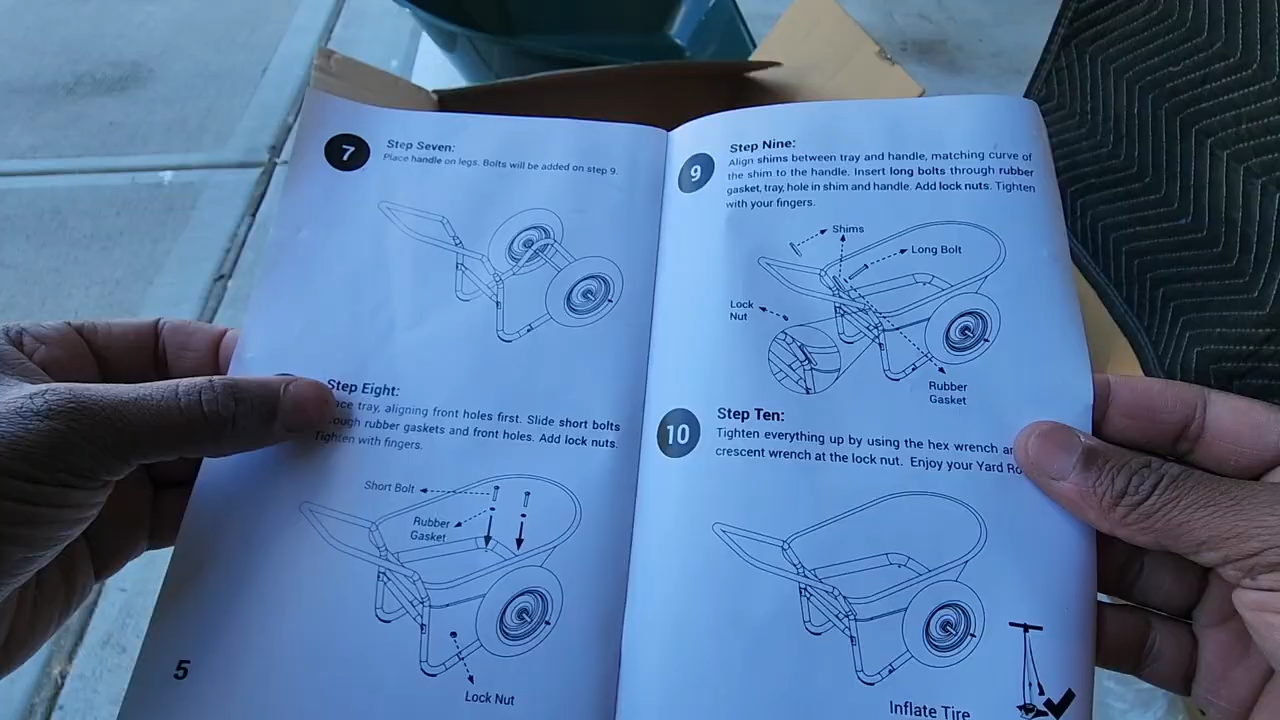 7
Step Seven:
Place handle on legs. Bolts will be added on step 9.
Step Eight:
tray, aligning front holes first. Slide short bolts
rubber gaskets and front holes. Add lock nuts.
Tighten with fingers.
Short Bolt
Rubber
Gasket
Lock Nut
5
9
Step Nine:
Align shims between tray and handle, matching curve of
the shim to the handle. Insert long bolts through rubber
gasket, tray, hole in shim and handle. Add lock nuts. Tighten
with your fingers.
Shims
Long Bolt
Lock
Nut
Rubber
Gasket
10
Step Ten:
Tighten everything up by using the hex wrench
crescent wrench at the lock nut. Enjoy your Yard
Inflate Tire